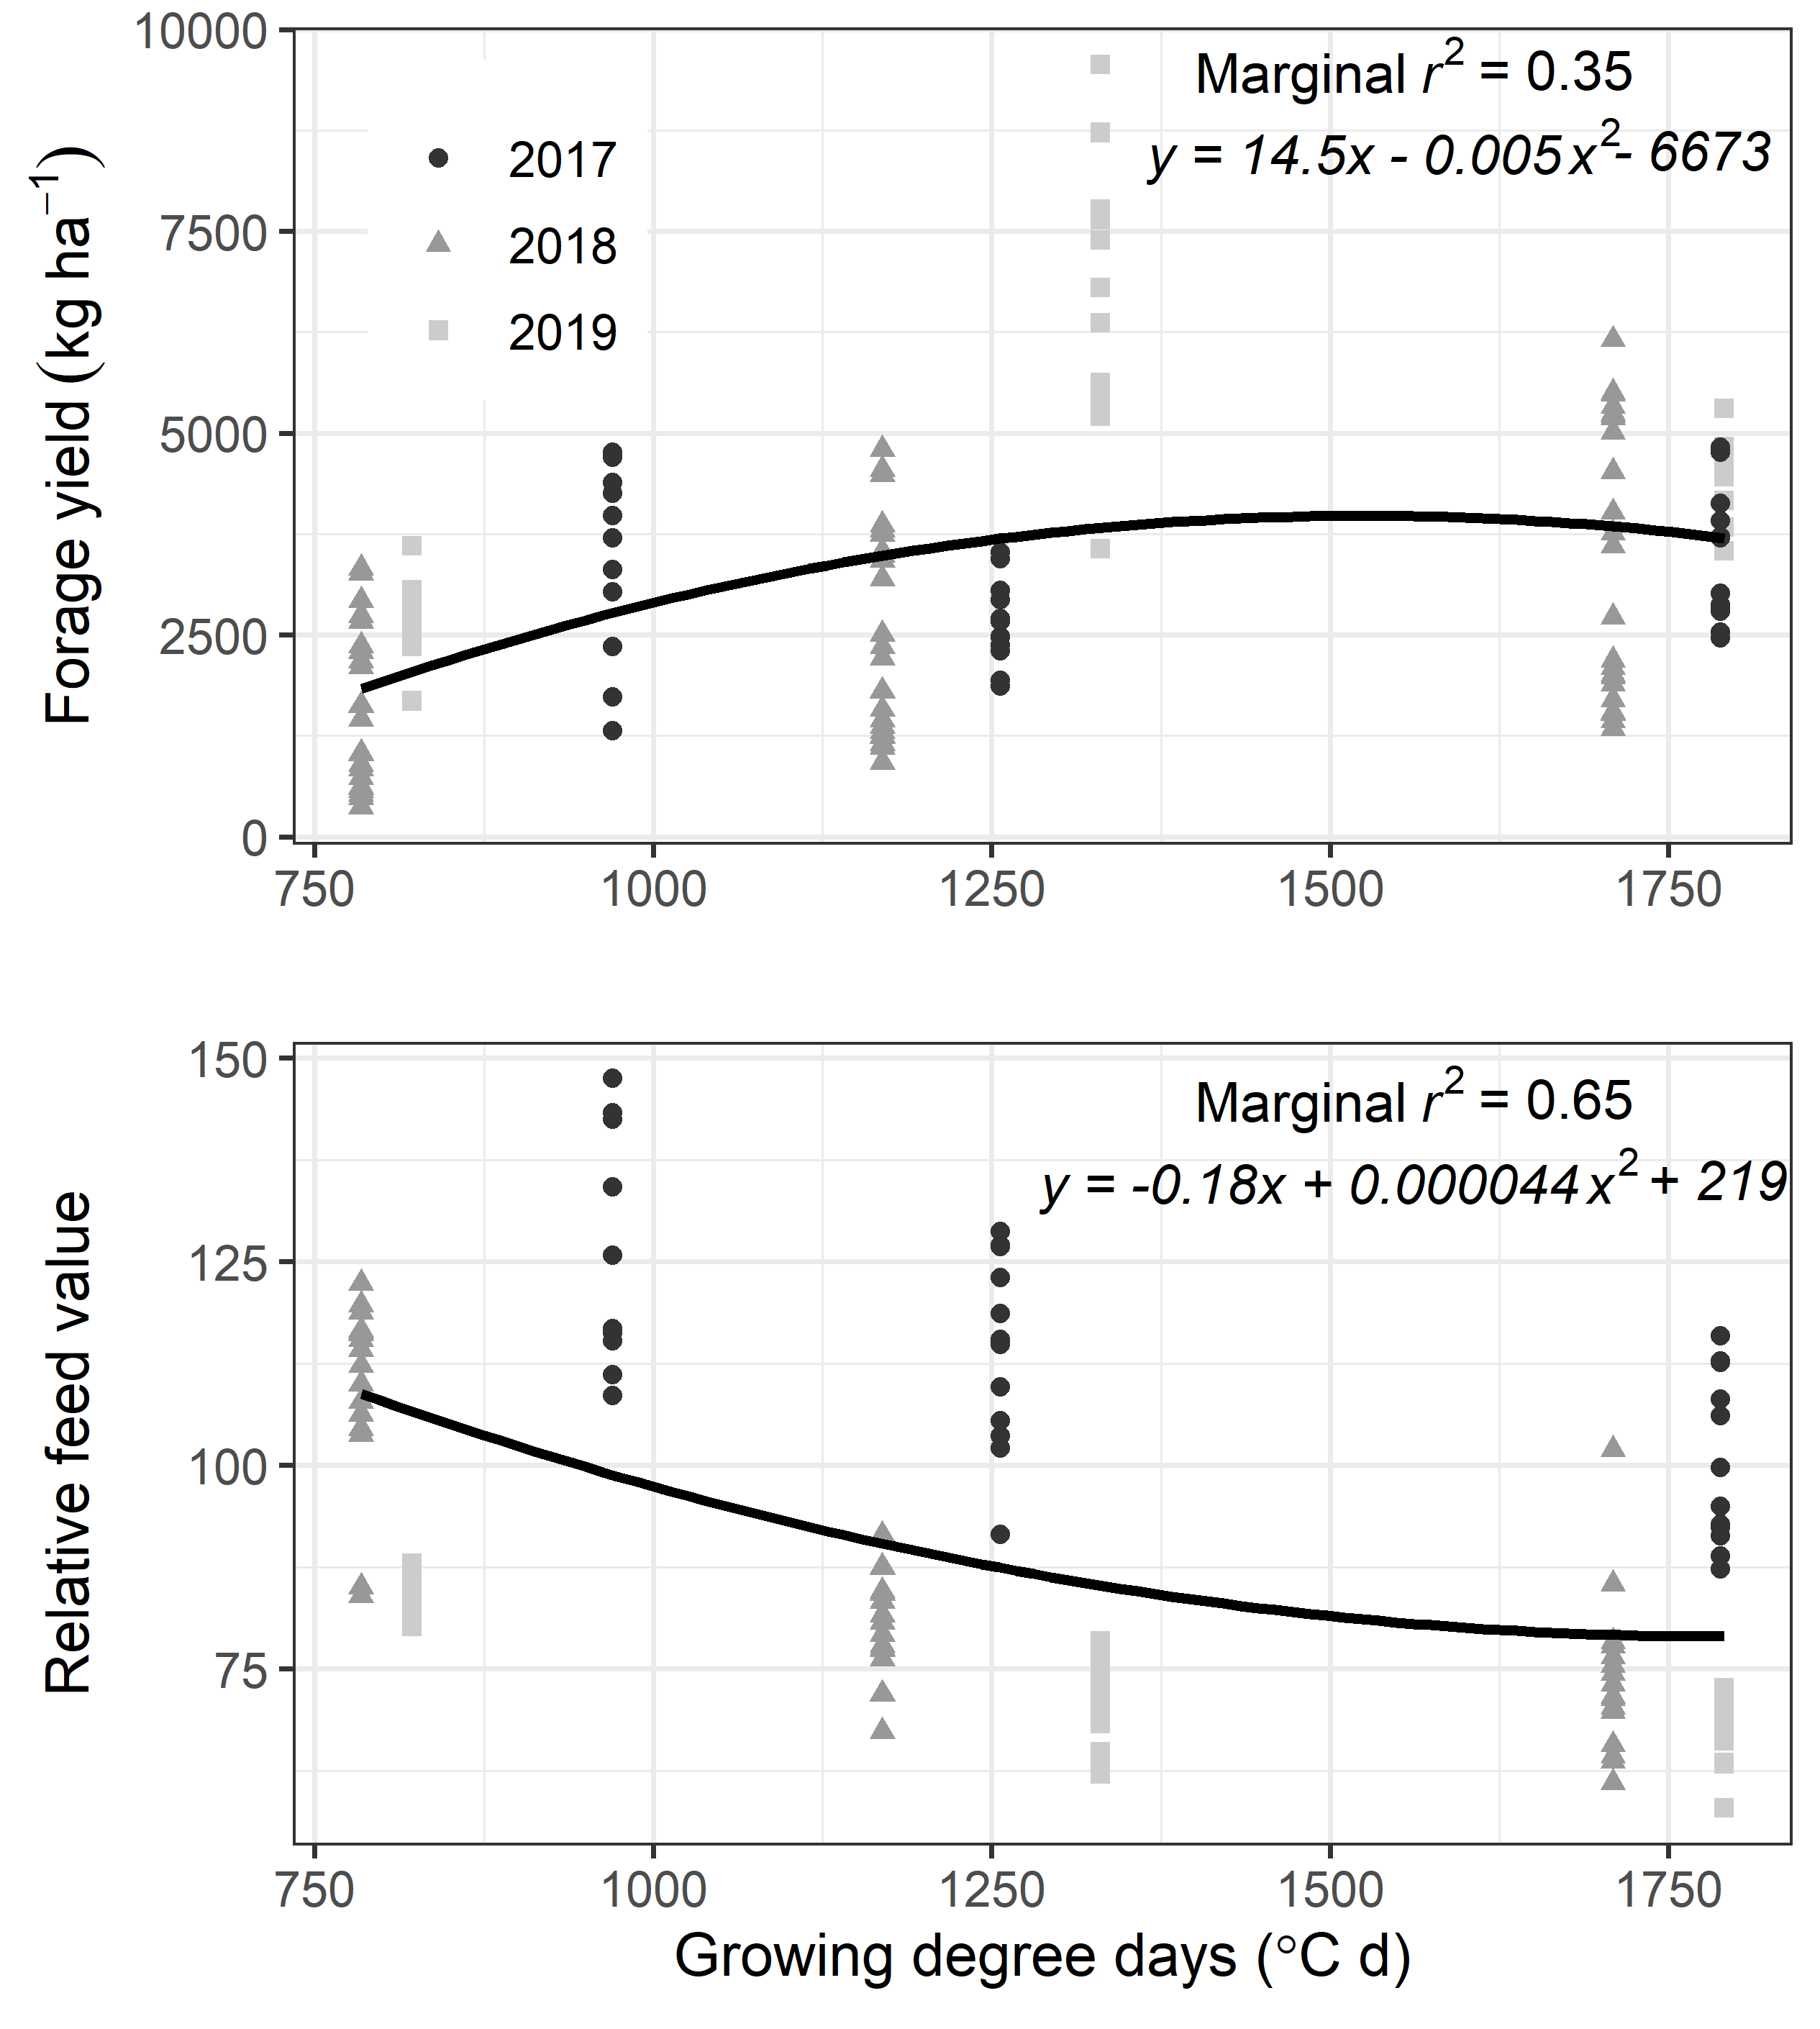 Forage yield (kg ha⁻¹)
10000
7500
5000
2500
0
2017
2018
2019
Marginal r² = 0.35
y = 14.5x - 0.005x²- 6673
750 1000 1250 1500 1750
Relative feed value
150
125
100
75
Marginal r² = 0.65
y = -0.18x + 0.000044x² + 219
750 1000 1250 1500 1750
Growing degree days (°C d)